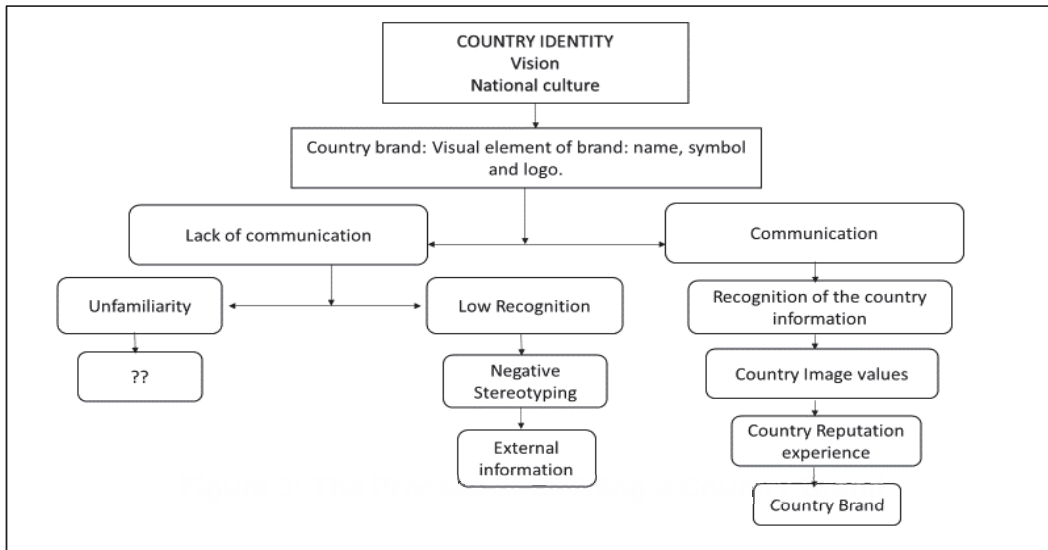 COUNTRY IDENTITY
Vision
National culture
Country brand: Visual element of brand: name, symbol
and logo.
Lack of communication
Communication
Unfamiliarity
Low Recognition
Recognition of the country
information
??
Negative
Stereotyping
Country Image values
External
information
Country Reputation
experience
Country Brand